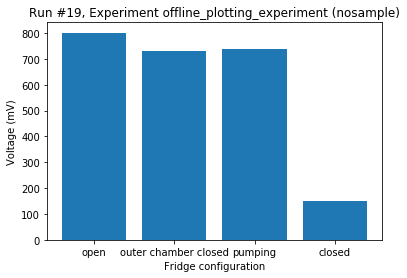 Run #19, Experiment offline_plotting_experiment (nosample)
800
700
600
500
400
300
200
100
0
Voltage (mV)
open outer chamber closed pumping closed
Fridge configuration